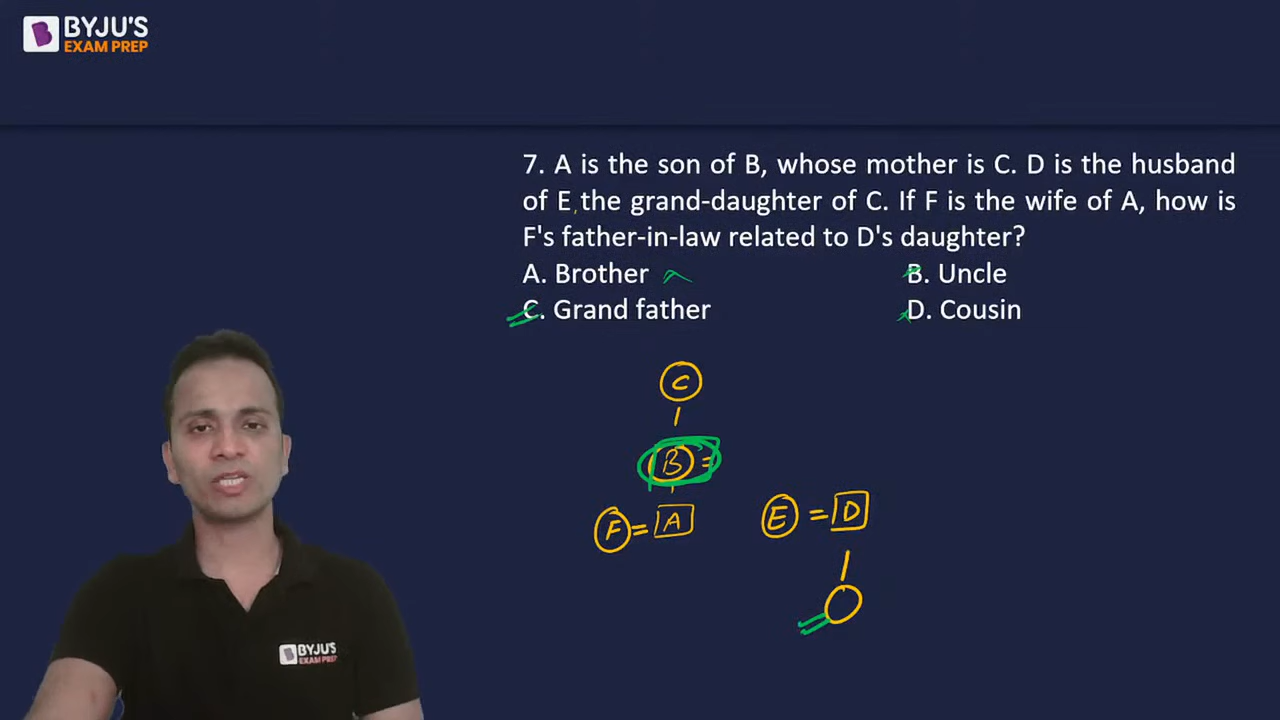 BYJU'S
EXAM PREP
7. A is the son of B, whose mother is C. D is the husband
of E, the grand-daughter of C. If F is the wife of A, how is
F's father-in-law related to D's daughter?
A. Brother B. Uncle
C. Grand father D. Cousin
C
B =
F = A E = D
BYJU'S
EXAM PREP